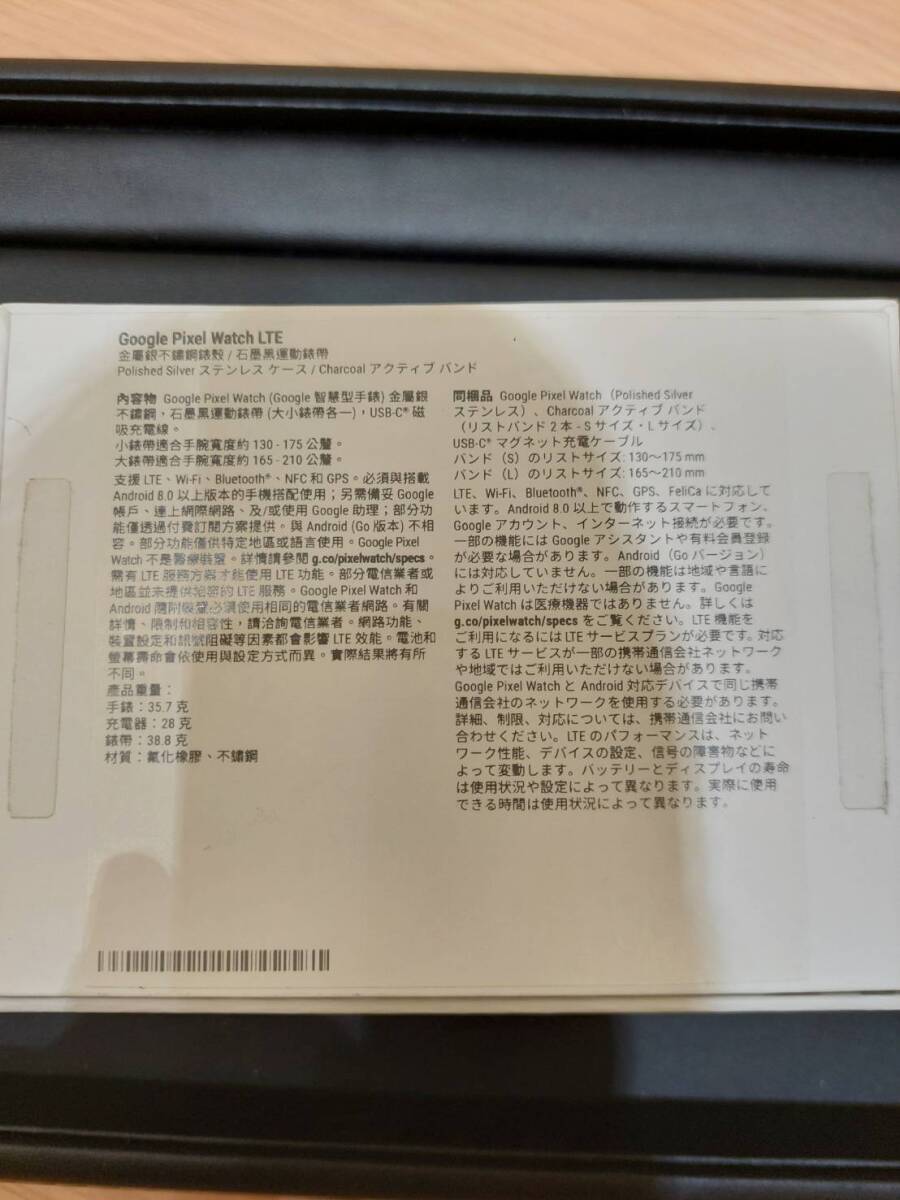 Google Pixel Watch LTE
金屬銀不鏽鋼錶殼 / 石墨黑運動錶帶
Polished Silver ステンレス ケース / Charcoal アクティブ バンド
內容物 Google Pixel Watch (Google 智慧型手錶) 金屬銀
不鏽鋼，石墨黑運動錶帶 (大小錶帶各一)，USB-C® 磁
吸充電線。
小錶帶適合手腕寬度約 130 - 175 公釐。
大錶帶適合手腕寬度約 165 - 210 公釐。
支援 LTE、Wi-Fi、Bluetooth®、NFC 和 GPS。必須與搭載
Android 8.0 以上版本的手機搭配使用；另需備妥 Google
帳戶、連上網際網路、及/或使用 Google 助理；部分功
能僅透過付費訂閱方案提供。與 Android (Go 版本) 不相
容。部分功能僅供特定地區或語言使用。Google Pixel
Watch 不是醫療裝置。詳情請參閱 g.co/pixelwatch/specs。
需有 LTE 服務方案才能使用 LTE 功能。部分電信業者或
地區並未提供加密的 LTE 服務。Google Pixel Watch 和
Android 隨附裝置必須使用相同的電信業者網路。有關
詳情、限制和相容性，請洽詢電信業者。網路功能、
裝置設定和訊號阻礙等因素都會影響 LTE 效能。電池和
螢幕壽命會依使用與設定方式而異。實際結果將有所
不同。
產品重量：
手錶：35.7 克
充電器：28 克
錶帶：38.8 克
材質：氟化橡膠、不鏽鋼
同梱品 Google Pixel Watch（Polished Silver
ステンレス）、Charcoal アクティブ バンド
（リストバンド 2 本 - S サイズ・L サイズ）、
USB-C® マグネット充電ケーブル
バンド（S）のリストサイズ: 130～175 mm
バンド（L）のリストサイズ: 165～210 mm
LTE、Wi-Fi、Bluetooth®、NFC、GPS、FeliCa に対応して
います。Android 8.0 以上で動作するスマートフォン、
Google アカウント、インターネット接続が必要です。
一部の機能には Google アシスタントや有料会員登録
が必要な場合があります。Android（Go バージョン）
には対応していません。一部の機能は地域や言語に
よりご利用いただけない場合があります。Google
Pixel Watch は医療機器ではありません。詳しくは
g.co/pixelwatch/specs をご覧ください。LTE 機能を
ご利用になるには LTE サービスプランが必要です。対応
する LTE サービスが一部の携帯通信会社ネットワーク
や地域ではご利用いただけない場合があります。
Google Pixel Watch と Android 対応デバイスで同じ携帯
通信会社のネットワークを使用する必要があります。
詳細、制限、対応については、携帯通信会社にお問い
合わせください。LTE のパフォーマンスは、ネット
ワーク性能、デバイスの設定、信号の障害物などに
よって変動します。バッテリーとディスプレイの寿命
は使用状況や設定によって異なります。実際に使用
できる時間は使用状況によって異なります。